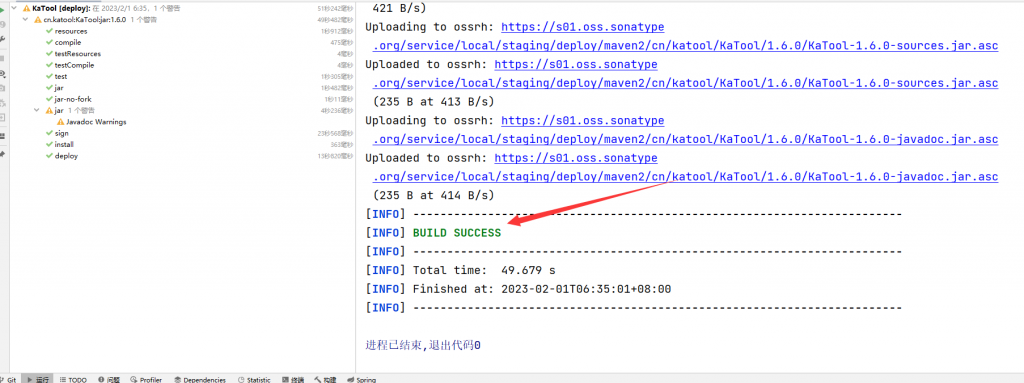 KaTool [deploy]: 在 2023/2/1 6:35，1 个警告 51秒242毫秒
cn.katool:KaTool:jar:1.6.0 1 个警告 49秒482毫秒
resources 1秒912毫秒
compile 475毫秒
testResources 4毫秒
testCompile 4毫秒
test 1秒305毫秒
jar 1秒482毫秒
jar-no-fork 1秒11毫秒
jar 1 个警告 4秒236毫秒
Javadoc Warnings
sign 23秒568毫秒
install 363毫秒
deploy 13秒820毫秒
421 B/s)
Uploading to ossrh: https://s01.oss.sonatype
.org/service/local/staging/deploy/maven2/cn/katool/KaTool/1.6.0/KaTool-1.6.0-sources.jar.asc
Uploaded to ossrh: https://s01.oss.sonatype
.org/service/local/staging/deploy/maven2/cn/katool/KaTool/1.6.0/KaTool-1.6.0-sources.jar.asc
(235 B at 413 B/s)
Uploading to ossrh: https://s01.oss.sonatype
.org/service/local/staging/deploy/maven2/cn/katool/KaTool/1.6.0/KaTool-1.6.0-javadoc.jar.asc
Uploaded to ossrh: https://s01.oss.sonatype
.org/service/local/staging/deploy/maven2/cn/katool/KaTool/1.6.0/KaTool-1.6.0-javadoc.jar.asc
(235 B at 414 B/s)
[INFO] ------------------------------------------------------------------------
[INFO] BUILD SUCCESS
[INFO] ------------------------------------------------------------------------
[INFO] Total time:  49.679 s
[INFO] Finished at: 2023-02-01T06:35:01+08:00
[INFO] ------------------------------------------------------------------------
进程已结束,退出代码0
Git 运行 TODO 问题 Profiler Dependencies Statistic 终端 构建 Spring